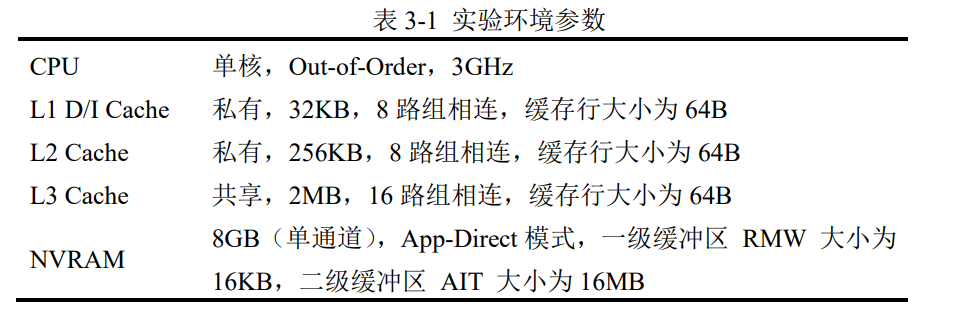 表 3-1 实验环境参数
CPU 单核，Out-of-Order，3GHz
L1 D/I Cache 私有，32KB，8 路组相连，缓存行大小为 64B
L2 Cache 私有，256KB，8 路组相连，缓存行大小为 64B
L3 Cache 共享，2MB，16 路组相连，缓存行大小为 64B
NVRAM 8GB（单通道），App-Direct 模式，一级缓冲区 RMW 大小为
16KB，二级缓冲区 AIT 大小为 16MB